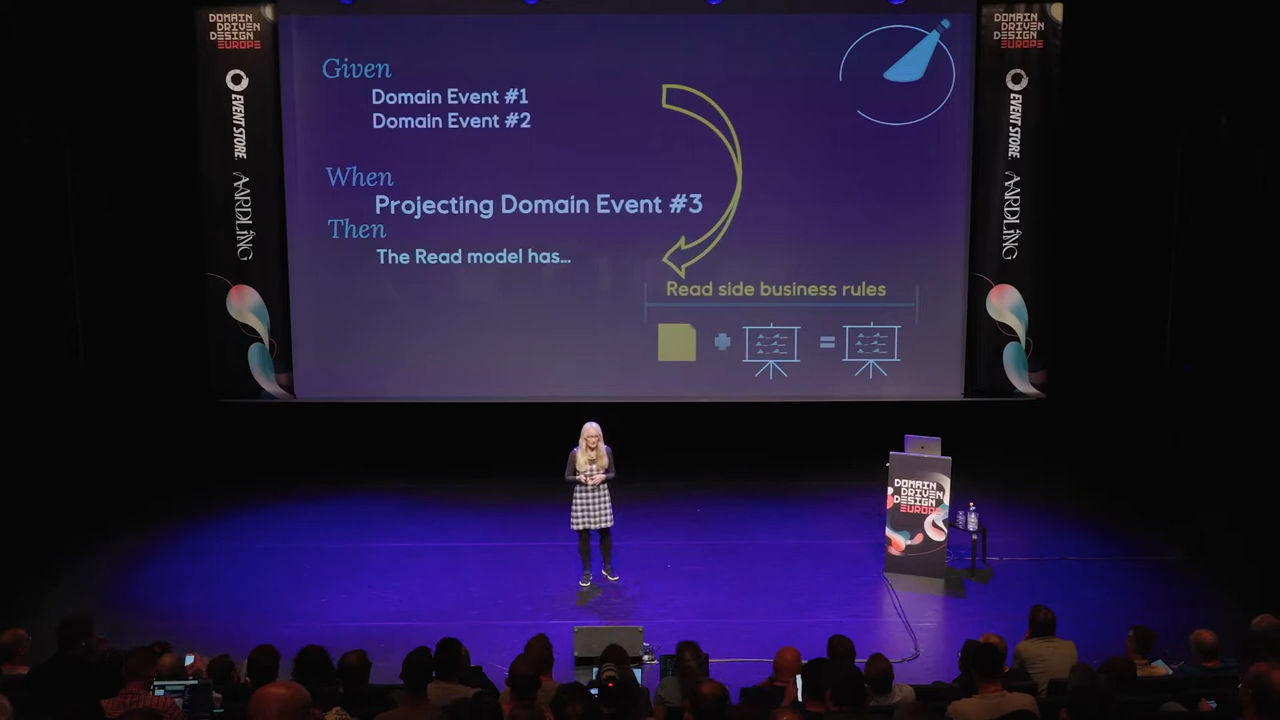 DOMAIN
DRIVEN
DESIGN
EUROPE
EVENT STORE.
AARDLING
Given
Domain Event #1
Domain Event #2
When
Projecting Domain Event #3
Then
The Read model has...
Read side business rules
DOMAIN
DRIVEN
DESIGN
EUROPE
EVENT STORE.
AARDLING
DOMAIN
DRIVEN
DESIGN
EUROPE